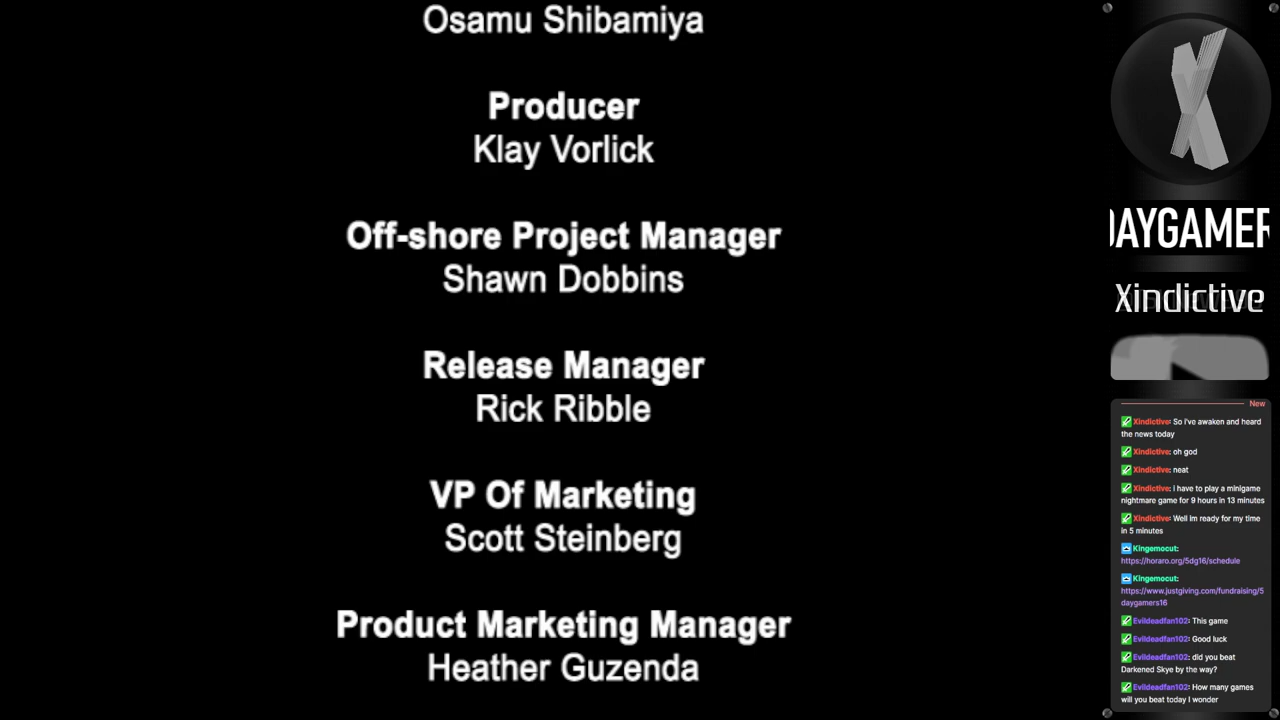 Osamu Shibamiya
Producer
Klay Vorlick
Off-shore Project Manager
Shawn Dobbins
Release Manager
Rick Ribble
VP Of Marketing
Scott Steinberg
Product Marketing Manager
Heather Guzenda
DAYGAMER
Xindictive
New
Xindictive: So I've awaken and heard
the news today
Xindictive: oh god
Xindictive: neat
Xindictive: I have to play a minigame
nightmare game for 9 hours in 13 minutes
Xindictive: Well im ready for my time
in 5 minutes
Kingemocut:
https://horaro.org/5dg16/schedule
Kingemocut:
https://www.justgiving.com/fundraising/5
daygamers16
Evildeadfan102: This game
Evildeadfan102: Good luck
Evildeadfan102: did you beat
Darkened Skye by the way?
Evildeadfan102: How many games
will you beat today I wonder